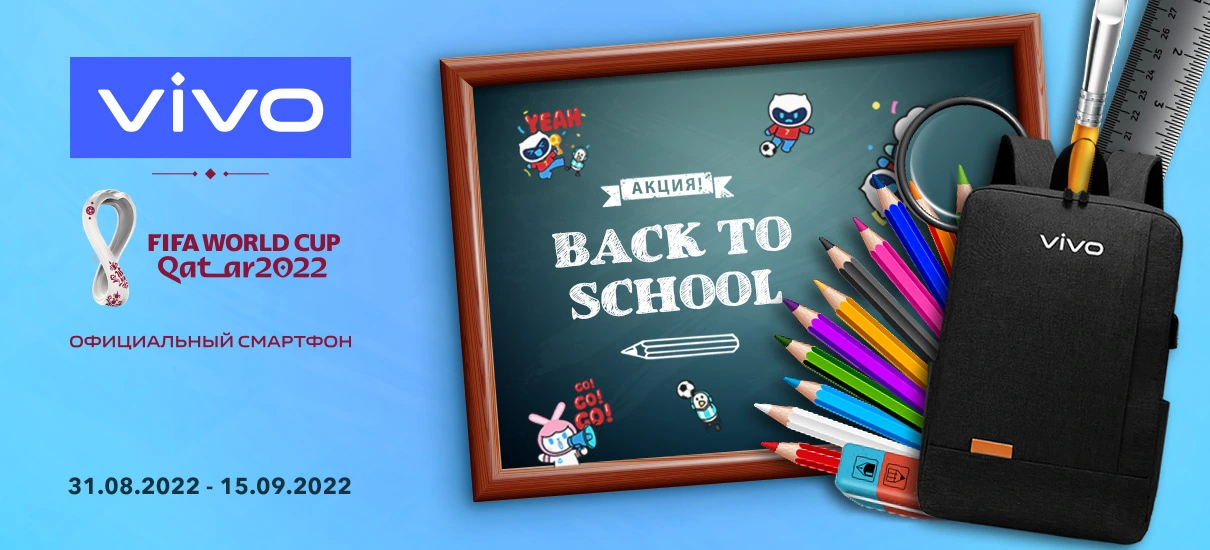 vivo
FIFA WORLD CUP
Qatar2022
ОФИЦИАЛЬНЫЙ СМАРТФОН
31.08.2022 - 15.09.2022
YEAH
АКЦИЯ!
BACK TO
SCHOOL
GO!
GO!
GO!
vivo